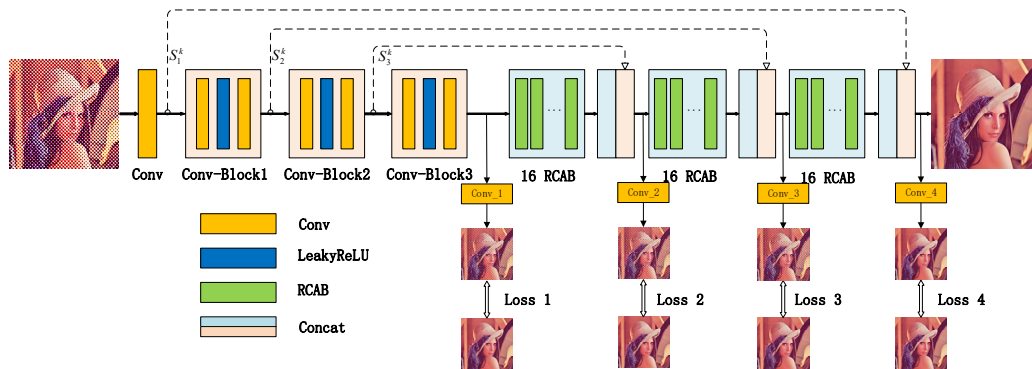 S₁ᵏ
S₂ᵏ
S₃ᵏ
Conv
Conv-Block1
Conv-Block2
Conv-Block3
16 RCAB
16 RCAB
16 RCAB
Conv_1
Conv_2
Conv_3
Conv_4
Conv
LeakyReLU
RCAB
Concat
Loss 1
Loss 2
Loss 3
Loss 4